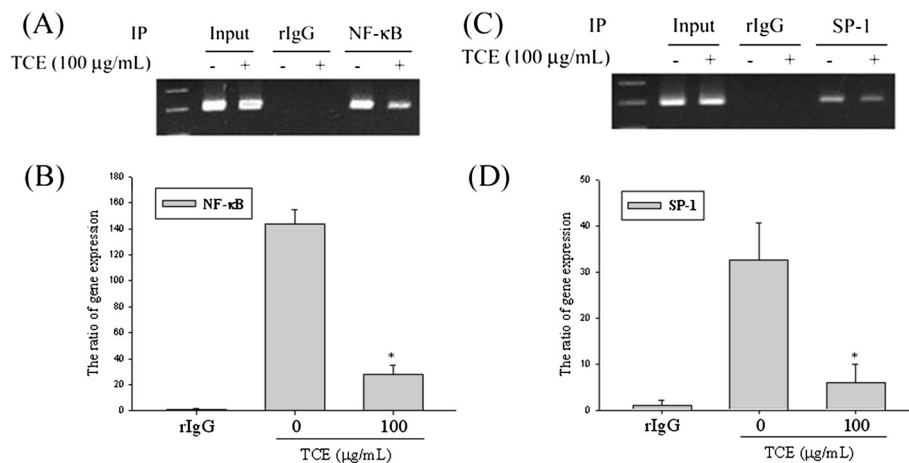 (A)
IP Input rIgG NF-κB
TCE (100 μg/mL) - + - + - +
(B)
The ratio of gene expression
180
160
140
120
100
80
60
40
20
0
NF-κB
*
rIgG 0 100
TCE (μg/mL)
(C)
IP Input rIgG SP-1
TCE (100 μg/mL) - + - + - +
(D)
The ratio of gene expression
50
40
30
20
10
0
SP-1
*
rIgG 0 100
TCE (μg/mL)